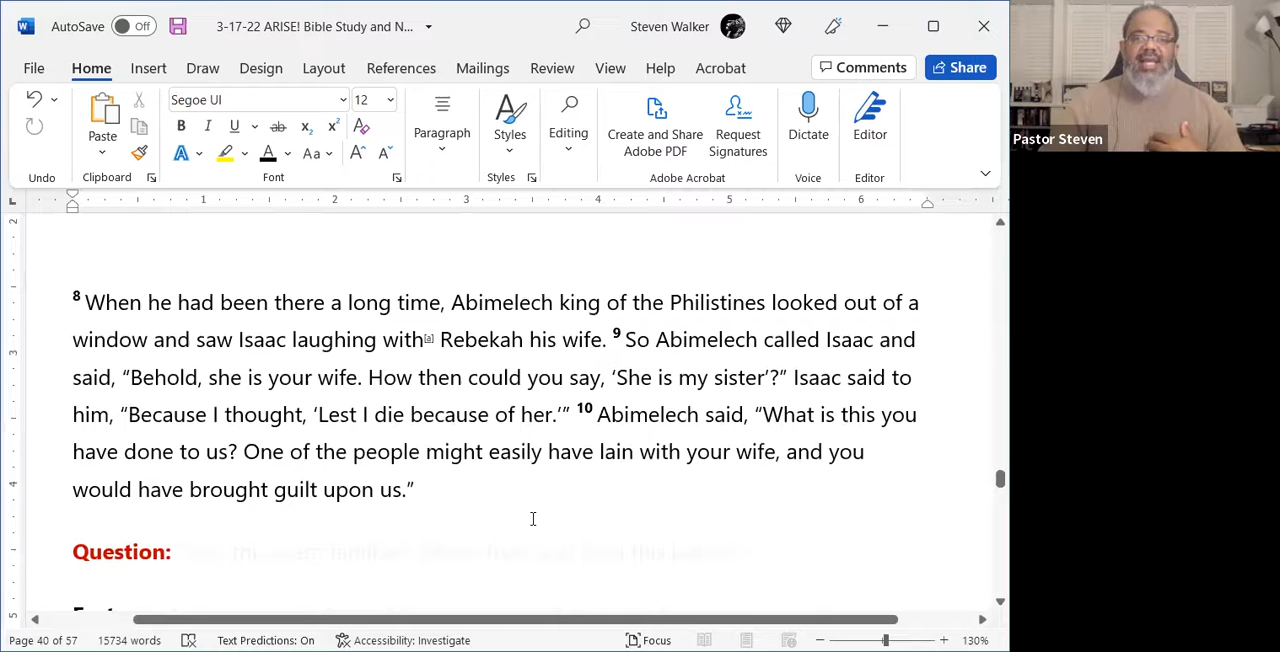 AutoSave Off 3-17-22 ARISE! Bible Study and N... Steven Walker
File Home Insert Draw Design Layout References Mailings Review View Help Acrobat Comments Share
Segoe UI 12
Paste Paragraph Styles Editing Create and Share Adobe PDF Request Signatures Dictate Editor
Undo Clipboard Font Styles Adobe Acrobat Voice Editor
Pastor Steven
1 2 3 4 5 6
8 When he had been there a long time, Abimelech king of the Philistines looked out of a
window and saw Isaac laughing with[a] Rebekah his wife. 9 So Abimelech called Isaac and
said, “Behold, she is your wife. How then could you say, ‘She is my sister’?” Isaac said to
him, “Because I thought, ‘Lest I die because of her.’” 10 Abimelech said, “What is this you
have done to us? One of the people might easily have lain with your wife, and you
would have brought guilt upon us.”
Question:
Page 40 of 57 15734 words Text Predictions: On Accessibility: Investigate Focus 130%